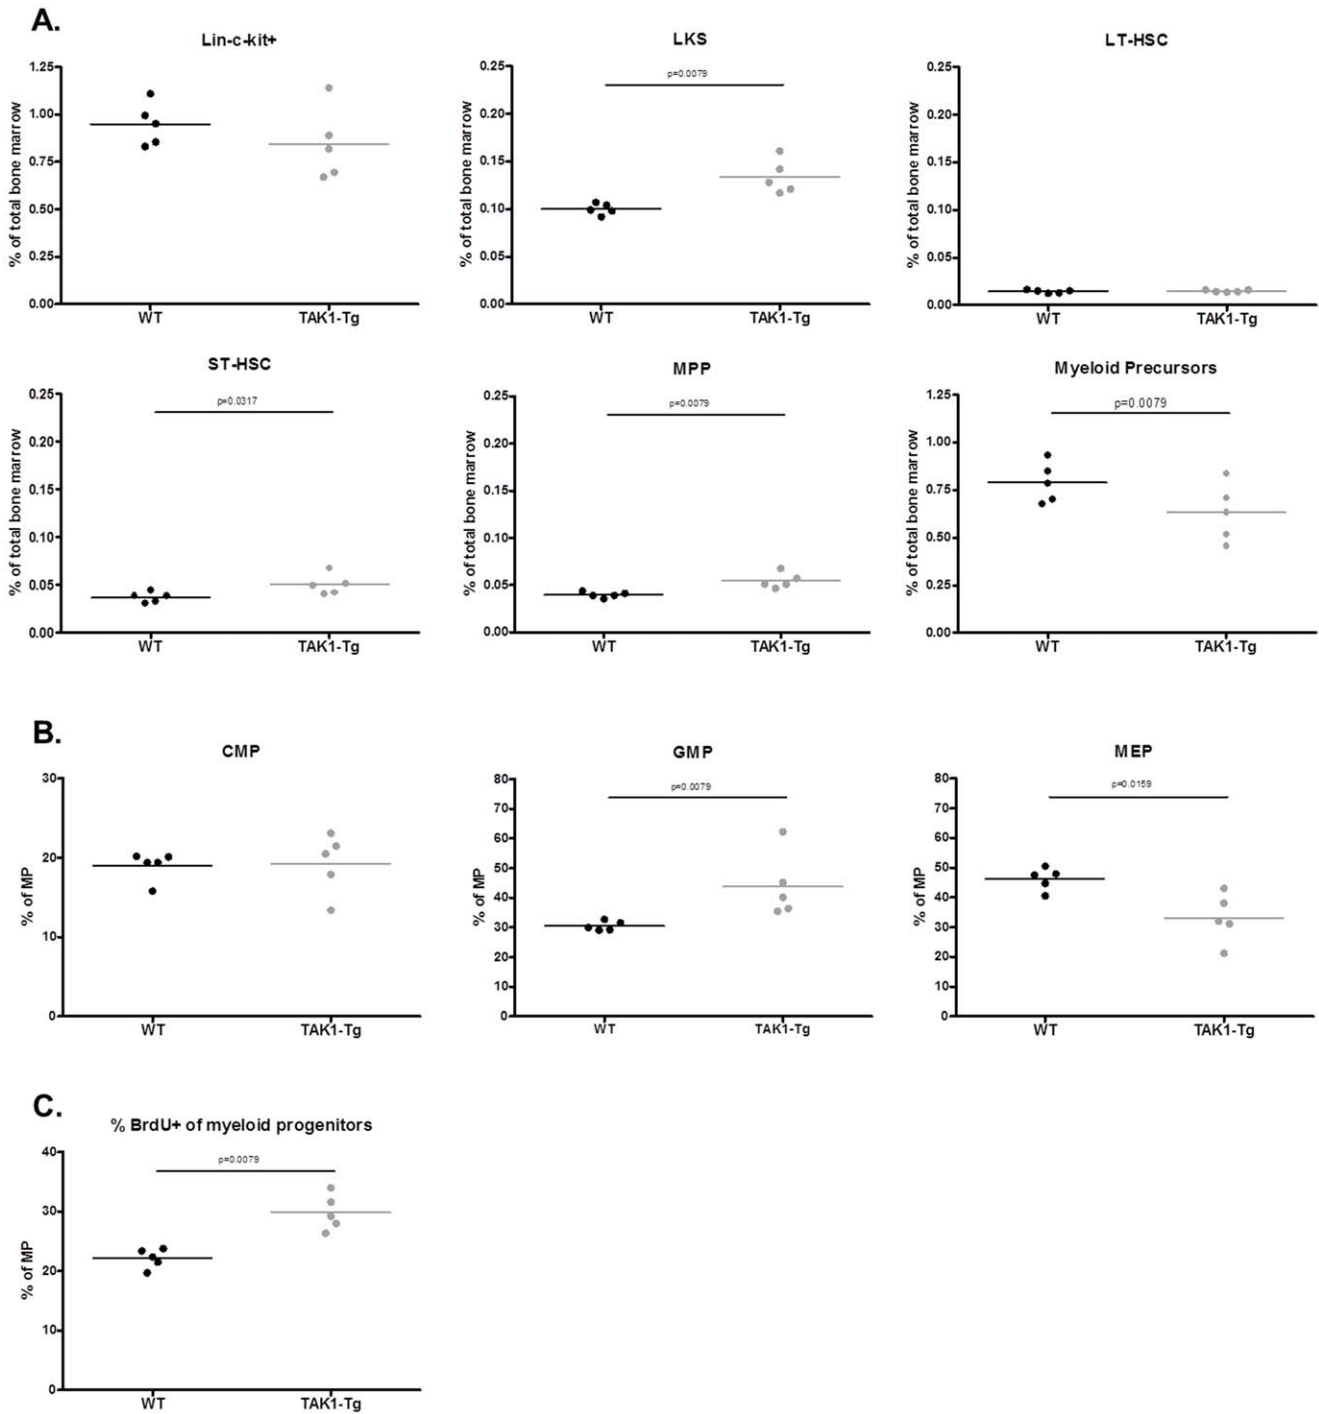 A.
Lin-c-kit+
% of total bone marrow
1.25
1.00
0.75
0.50
0.25
0.00
WT
TAK1-Tg
LKS
p=0.0079
% of total bone marrow
0.25
0.20
0.15
0.10
0.05
0.00
WT
TAK1-Tg
LT-HSC
% of total bone marrow
0.25
0.20
0.15
0.10
0.05
0.00
WT
TAK1-Tg
ST-HSC
p=0.0317
% of total bone marrow
0.25
0.20
0.15
0.10
0.05
0.00
WT
TAK1-Tg
MPP
p=0.0079
% of total bone marrow
0.25
0.20
0.15
0.10
0.05
0.00
WT
TAK1-Tg
Myeloid Precursors
p=0.0079
% of total bone marrow
1.25
1.00
0.75
0.50
0.25
0.00
WT
TAK1-Tg
B.
CMP
% of MP
30
20
10
0
WT
TAK1-Tg
GMP
p=0.0079
% of MP
80
70
60
50
40
30
20
10
0
WT
TAK1-Tg
MEP
p=0.0159
% of MP
80
70
60
50
40
30
20
10
0
WT
TAK1-Tg
C.
% BrdU+ of myeloid progenitors
p=0.0079
% of MP
40
30
20
10
0
WT
TAK1-Tg